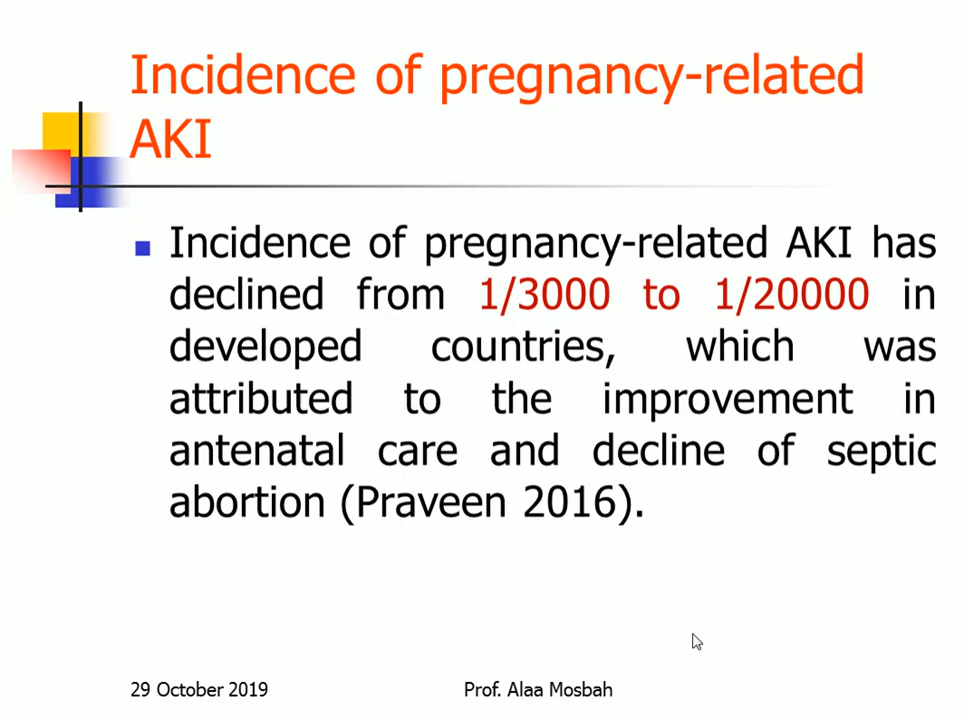 Incidence of pregnancy-related
AKI
Incidence of pregnancy-related AKI has
declined from 1/3000 to 1/20000 in
developed countries, which was
attributed to the improvement in
antenatal care and decline of septic
abortion (Praveen 2016).
29 October 2019
Prof. Alaa Mosbah